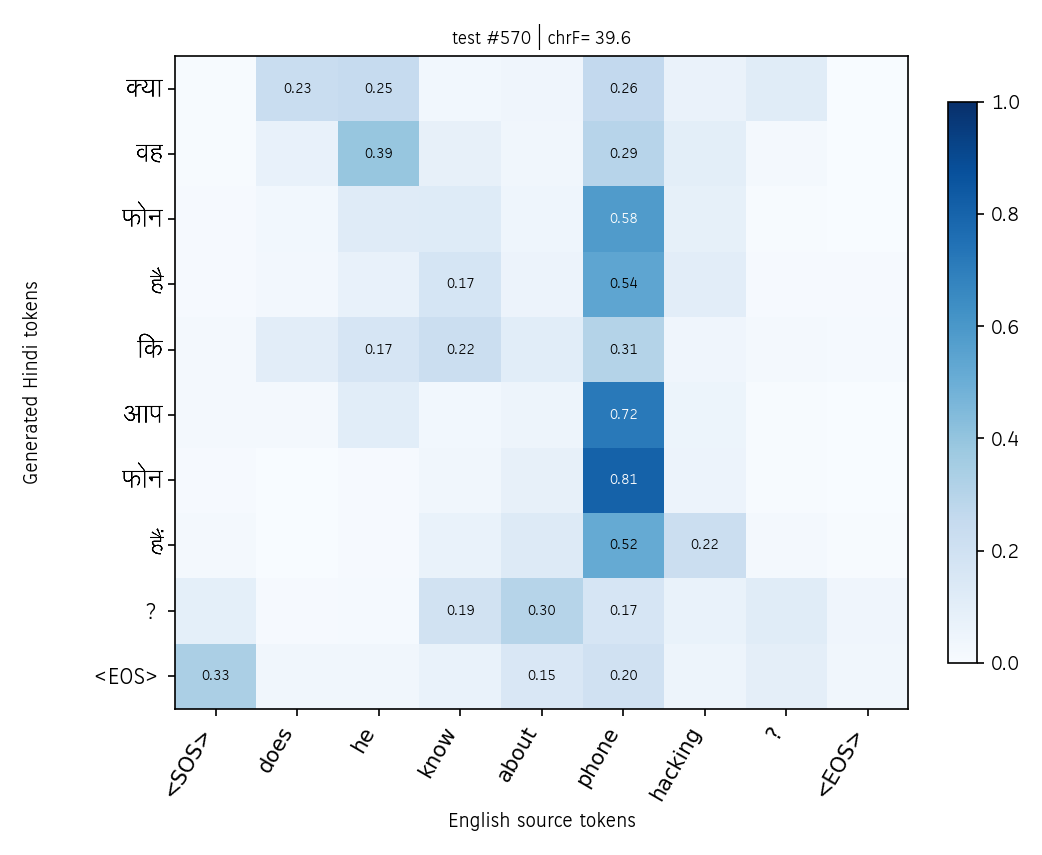 test #570 | chrF= 39.6
क्या 0.23 0.25 0.26
वह 0.39 0.29
फोन 0.58
है 0.17 0.54
कि 0.17 0.22 0.31
आप 0.72
फोन 0.81
हैं 0.52 0.22
? 0.19 0.30 0.17
<EOS> 0.33 0.15 0.20
<SOS> does he know about phone hacking ? <EOS>
English source tokens
Generated Hindi tokens
1.0
0.8
0.6
0.4
0.2
0.0